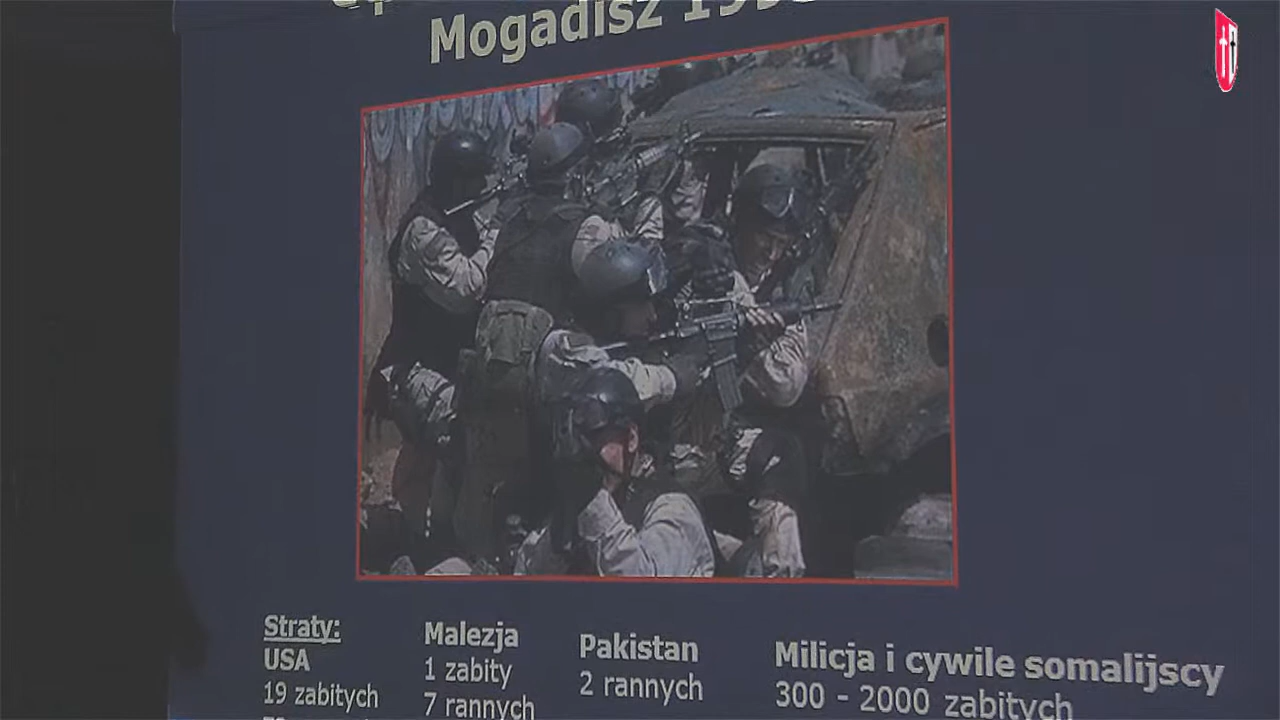 Mogadisz
Straty:
USA
19 zabitych
Malezja
1 zabity
7 rannych
Pakistan
2 rannych
Milicja i cywile somalijscy
300 - 2000 zabitych